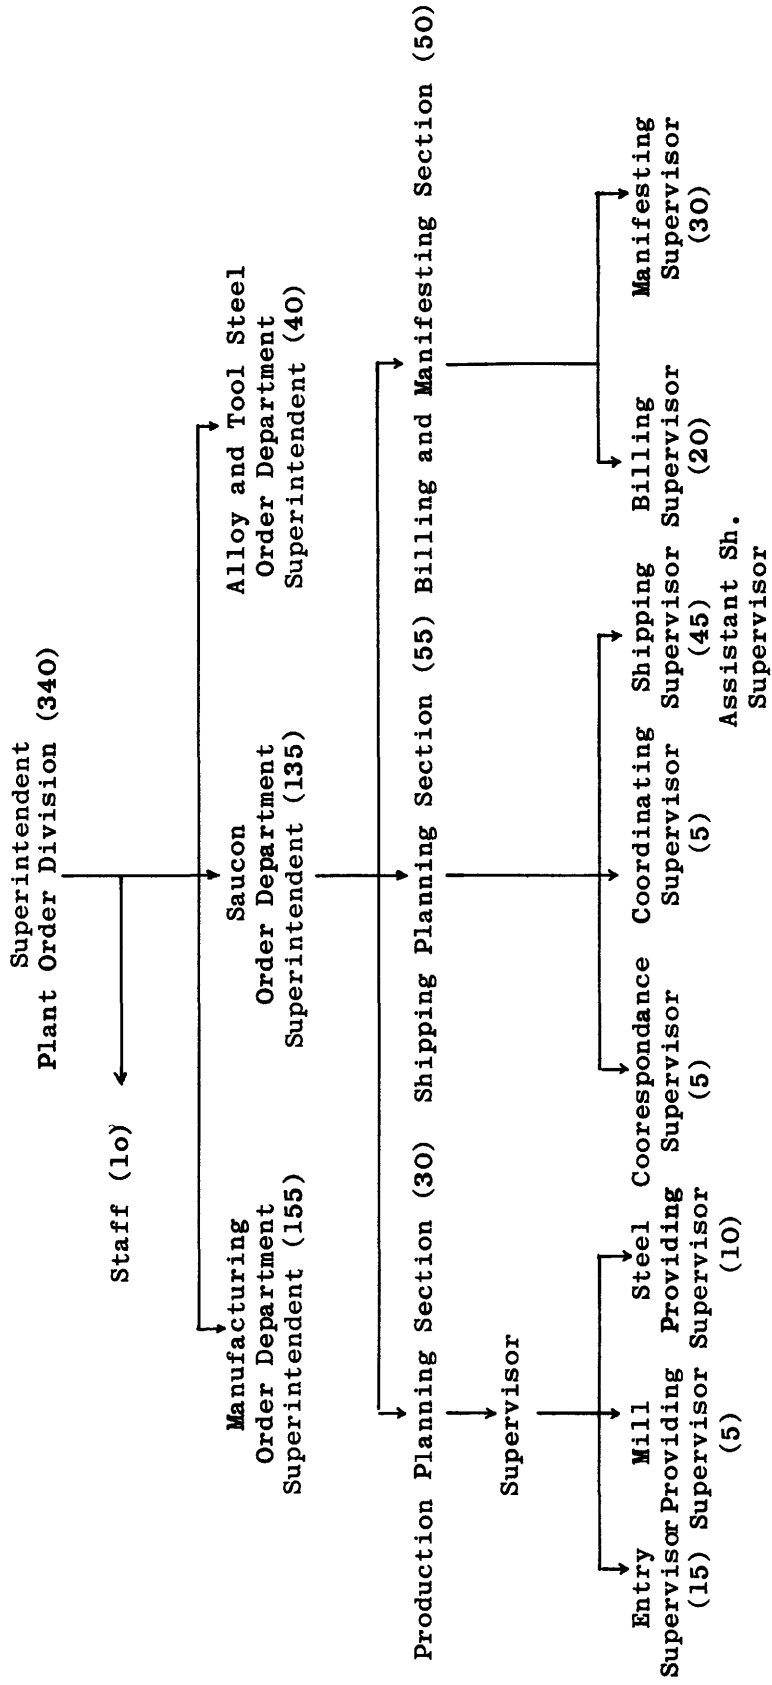 Superintendent
Plant Order Division (340)
Staff (1o)
Manufacturing
Order Department
Superintendent (155)
Saucon
Order Department
Superintendent (135)
Alloy and Tool Steel
Order Department
Superintendent (40)
Production Planning Section (30)
Shipping Planning Section (55)
Billing and Manifesting Section (50)
Supervisor
Entry
Supervisor
(15)
Mill
Providing
Supervisor
(5)
Steel
Providing
Supervisor
(10)
Coorespondance
Supervisor
(5)
Coordinating
Supervisor
(5)
Shipping
Supervisor
(45)
Assistant Sh.
Supervisor
Billing
Supervisor
(20)
Manifesting
Supervisor
(30)